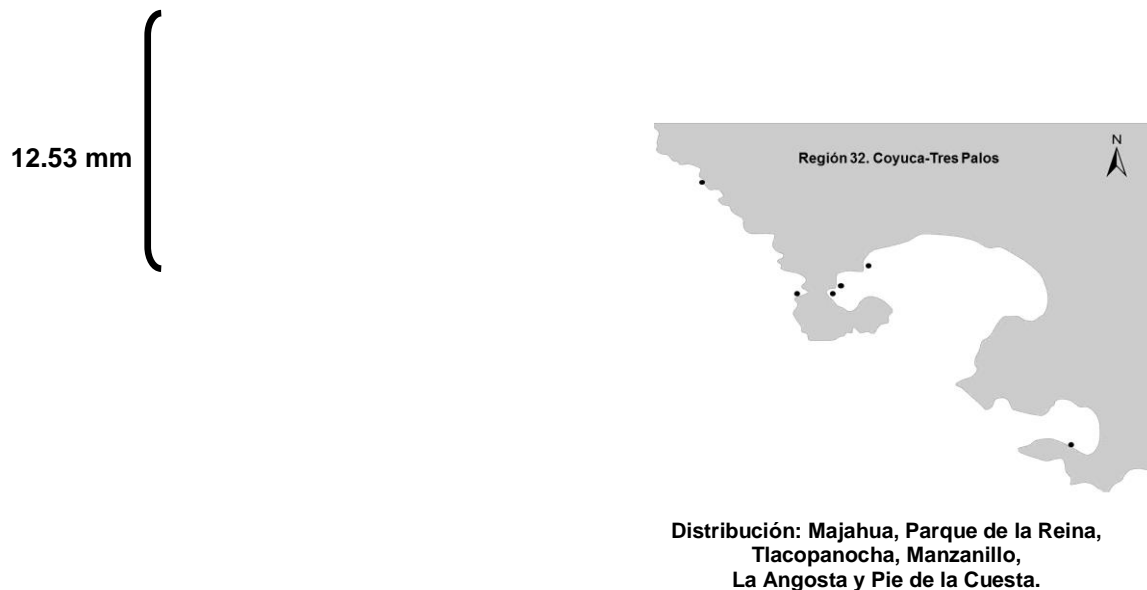 12.53 mm
Región 32. Coyuca-Tres Palos
N
Distribución: Majahua, Parque de la Reina,
Tlacopanocha, Manzanillo,
La Angosta y Pie de la Cuesta.